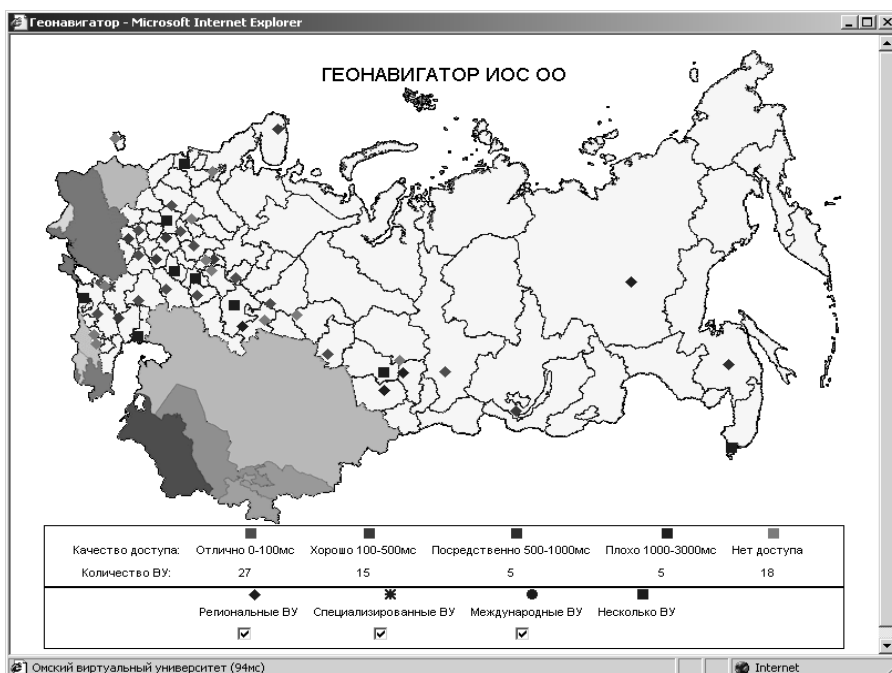 Геонавигатор - Microsoft Internet Explorer
ГЕОНАВИГАТОР ИОС ОО
Качество доступа: Отлично 0-100мс Хорошо 100-500мс Посредственно 500-1000мс Плохо 1000-3000мс Нет доступа
Количество ВУ: 27 15 5 5 18
Региональные ВУ Специализированные ВУ Международные ВУ Несколько ВУ
Омский виртуальный университет (94мс) Internet